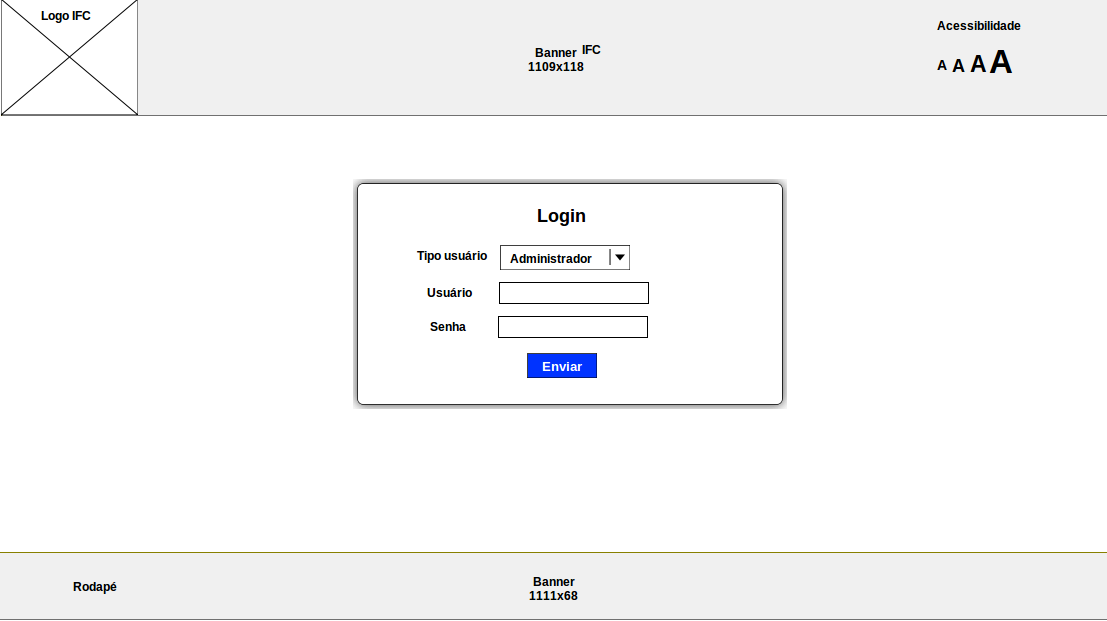 Logo IFC
Banner IFC
1109x118
Acessibilidade
A A A A
Login
Tipo usuário Administrador
Usuário
Senha
Enviar
Rodapé
Banner
1111x68